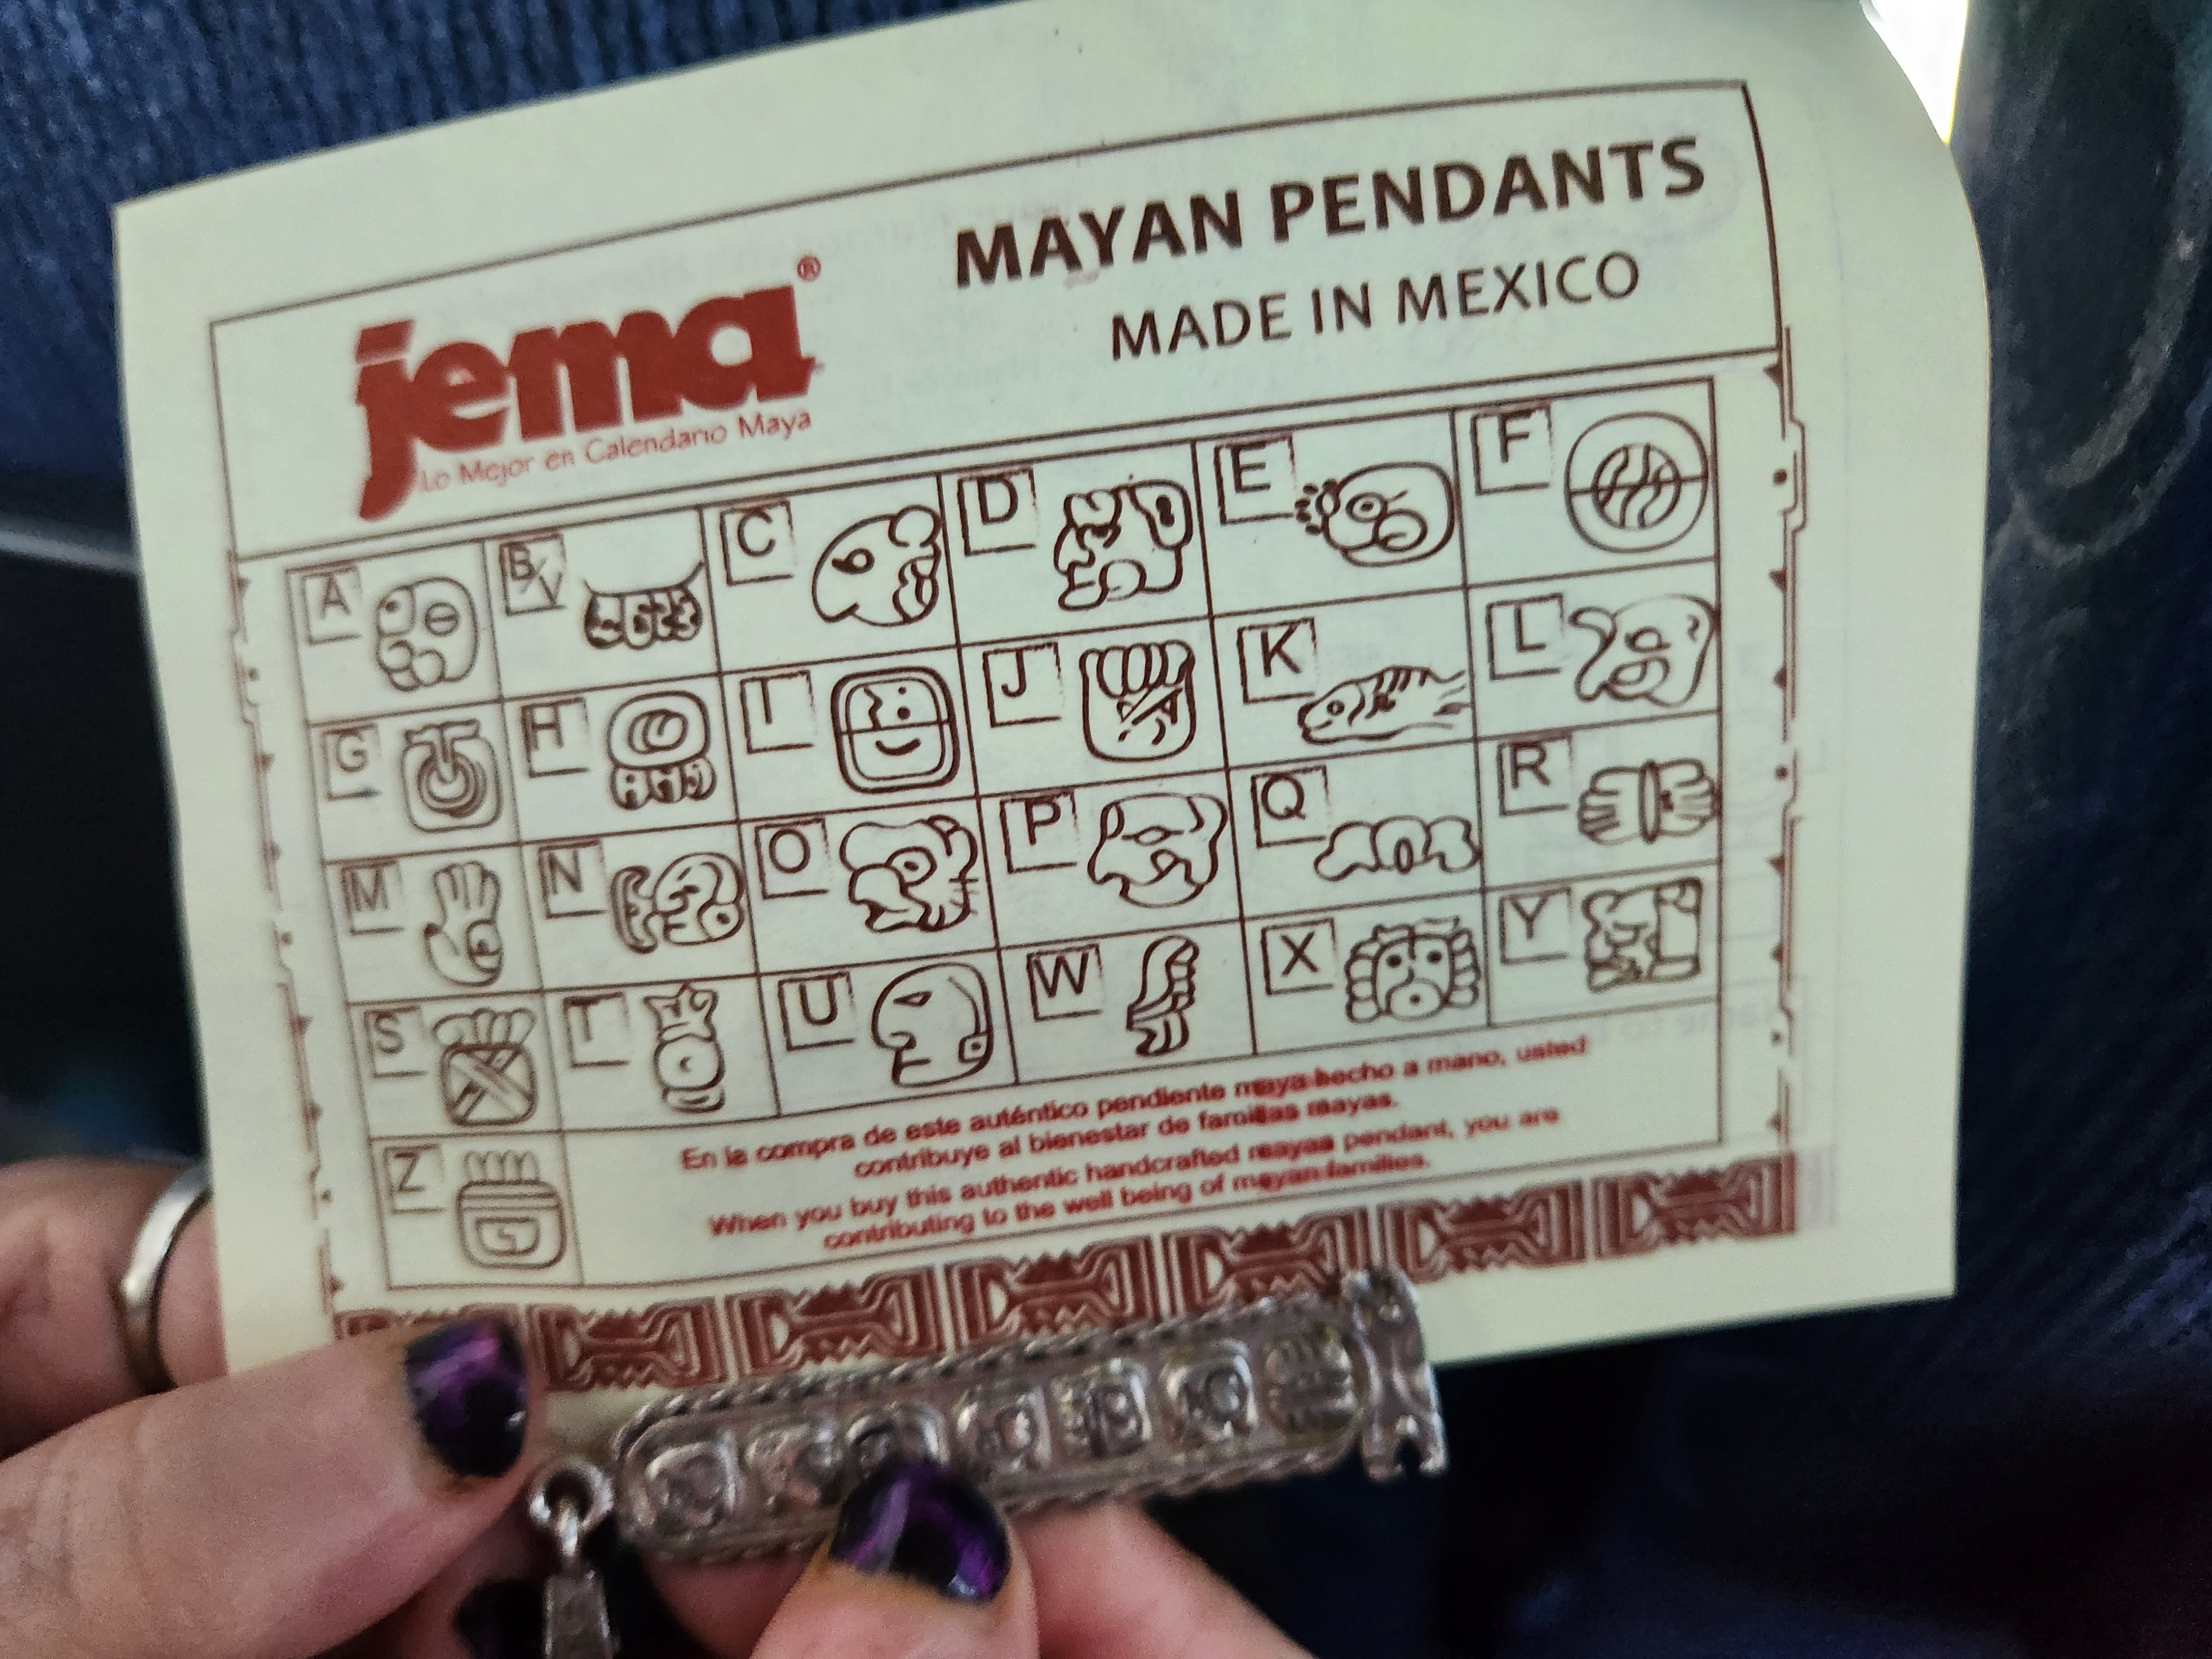 MAYAN PENDANTS
MADE IN MEXICO
jema®
Lo Mejor en Calendario Maya
A B/V C D E F
G H I J K L
M N O P Q R
S T U W X Y
Z
En la compra de este auténtico pendiente maya hecho a mano, usted
contribuye al bienestar de familias mayas.
When you buy this authentic handcrafted mayan pendant, you are
contributing to the well being of mayan families.